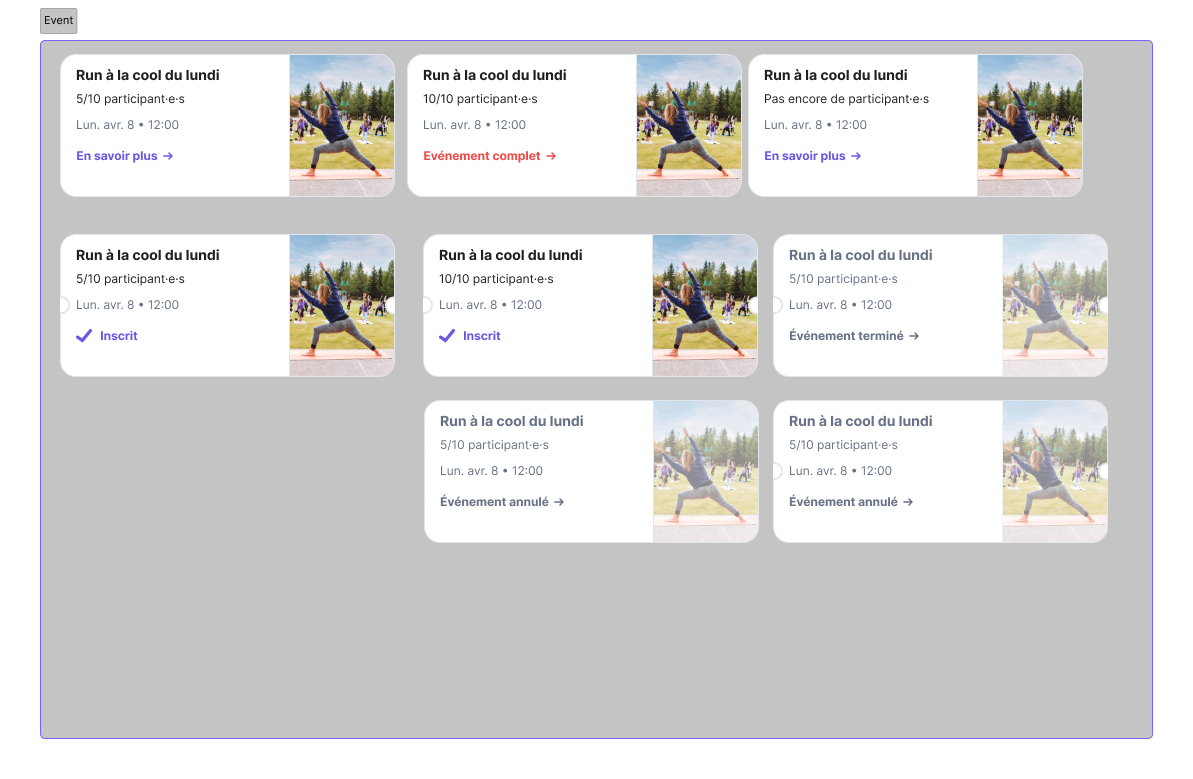 Event
Run à la cool du lundi
5/10 participant·e·s
Lun. avr. 8 • 12:00
En savoir plus →
Run à la cool du lundi
10/10 participant·e·s
Lun. avr. 8 • 12:00
Evénement complet →
Run à la cool du lundi
Pas encore de participant·e·s
Lun. avr. 8 • 12:00
En savoir plus →
Run à la cool du lundi
5/10 participant·e·s
Lun. avr. 8 • 12:00
Inscrit
Run à la cool du lundi
10/10 participant·e·s
Lun. avr. 8 • 12:00
Inscrit
Run à la cool du lundi
5/10 participant·e·s
Lun. avr. 8 • 12:00
Événement terminé →
Run à la cool du lundi
5/10 participant·e·s
Lun. avr. 8 • 12:00
Événement annulé →
Run à la cool du lundi
5/10 participant·e·s
Lun. avr. 8 • 12:00
Événement annulé →